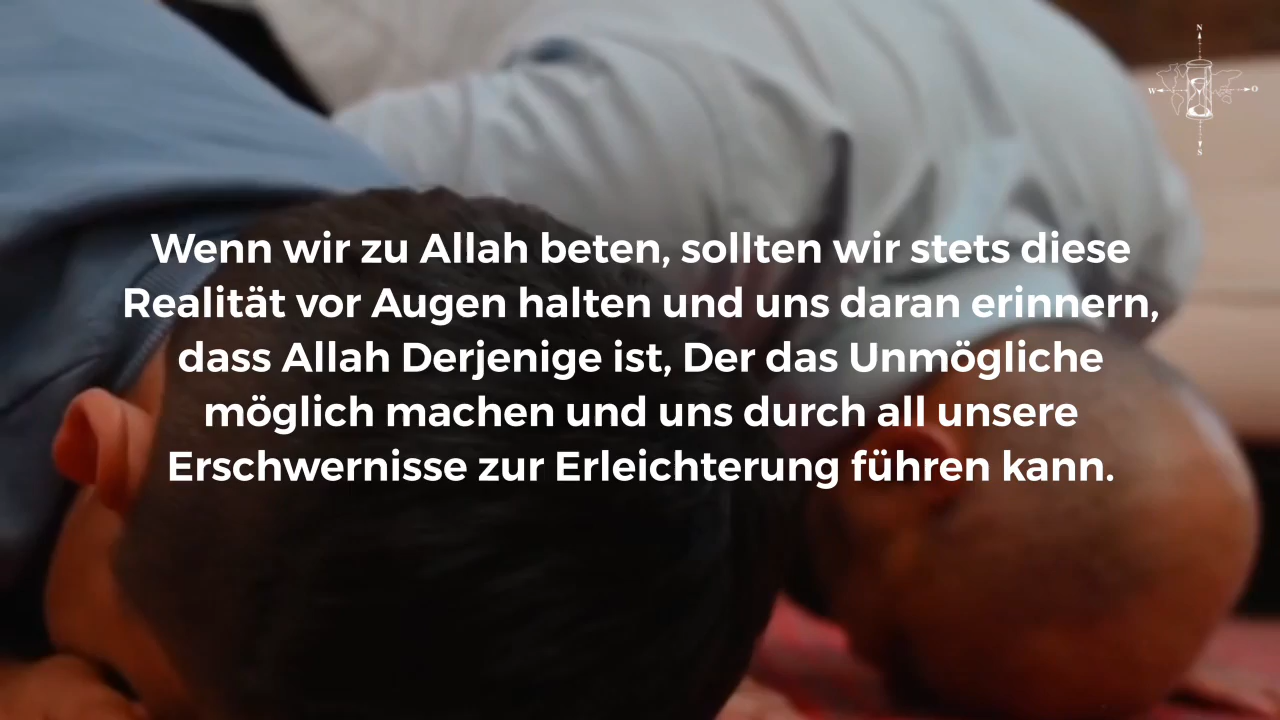 N
W O
S
Wenn wir zu Allah beten, sollten wir stets diese
Realität vor Augen halten und uns daran erinnern,
dass Allah Derjenige ist, Der das Unmögliche
möglich machen und uns durch all unsere
Erschwernisse zur Erleichterung führen kann.